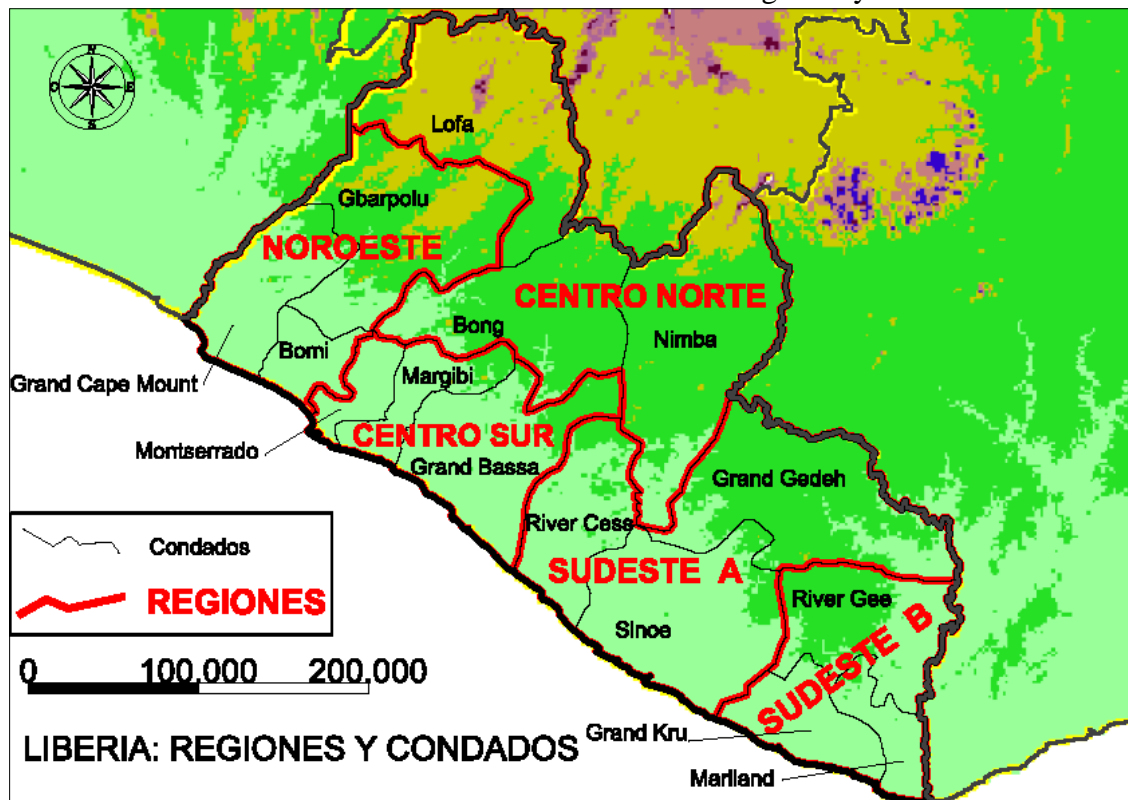 N
O
E
S
Lofa
Gbarpolu
NOROESTE
CENTRO NORTE
Bong
Nimba
Bomi
Margibi
Grand Cape Mount
CENTRO SUR
Montserrado
Grand Bassa
Grand Gedeh
River Cess
Condados
SUDESTE A
REGIONES
River Gee
Sinoe
SUDESTE B
0 100,000 200,000
Grand Kru
LIBERIA: REGIONES Y CONDADOS
Mariland